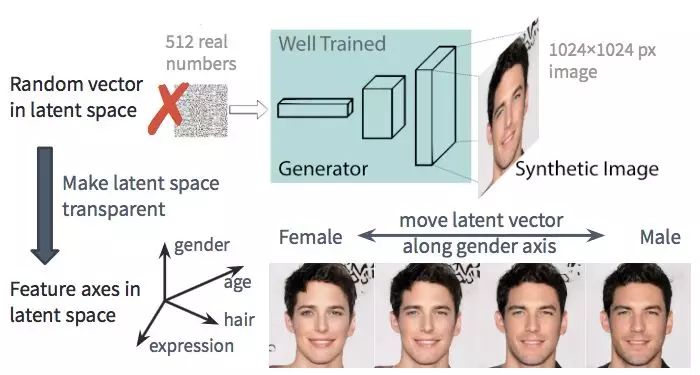 512 real
numbers
Well Trained
1024×1024 px
image
Random vector
in latent space
Generator
Synthetic Image
Make latent space
transparent
Female
move latent vector
along gender axis
Male
gender
age
Feature axes in
latent space
hair
expression